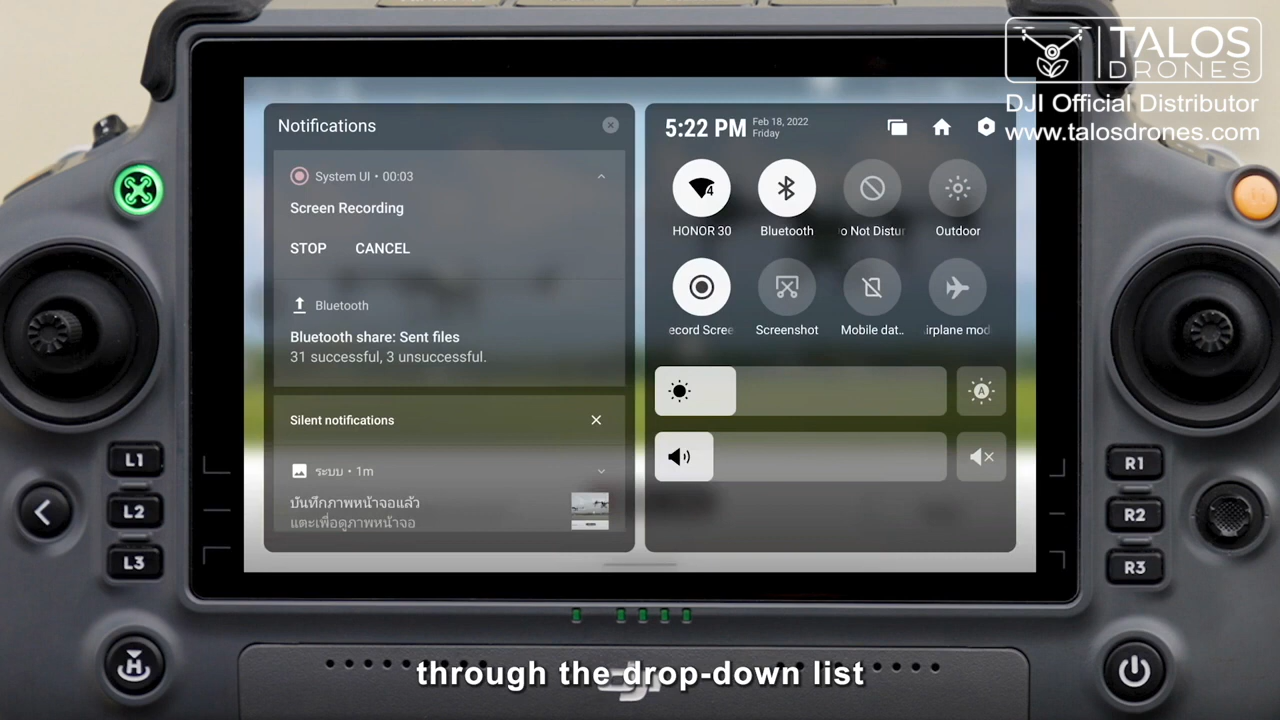 TALOS
DRONES
DJI Official Distributor
www.talosdrones.com
Notifications
System UI • 00:03
Screen Recording
STOP CANCEL
Bluetooth
Bluetooth share: Sent files
31 successful, 3 unsuccessful.
Silent notifications
ระบบ • 1m
บันทึกภาพหน้าจอแล้ว
แตะเพื่อดูภาพหน้าจอ
5:22 PM
Feb 18, 2022
Friday
4
HONOR 30
Bluetooth
o Not Distur
Outdoor
ecord Scree
Screenshot
Mobile dat..
irplane mod
A
L1
L2
L3
R1
R2
R3
H
dji
through the drop-down list